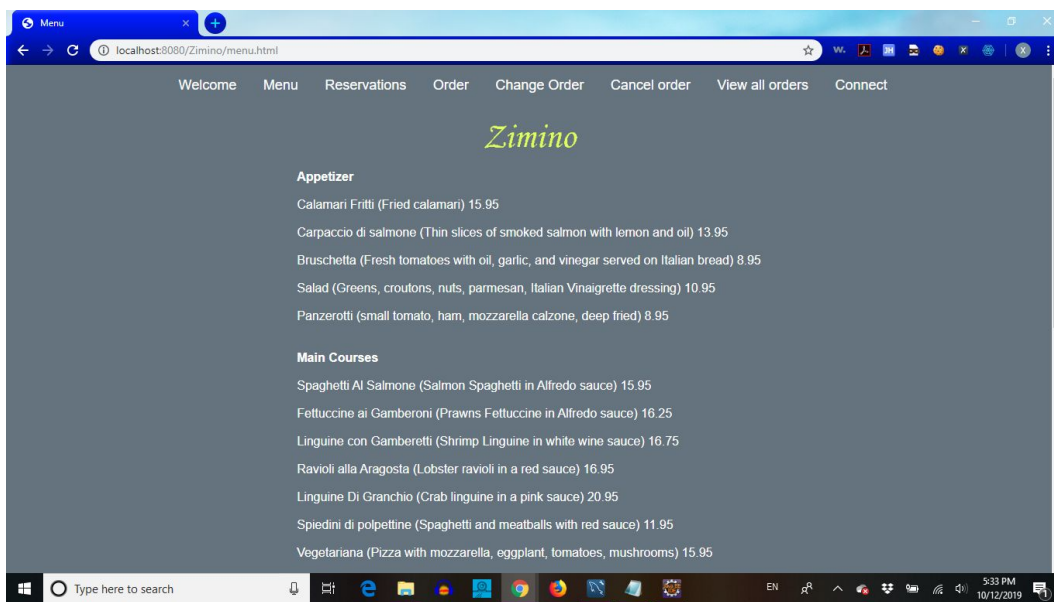 Menu
localhost:8080/Zimino/menu.html
Welcome Menu Reservations Order Change Order Cancel order View all orders Connect
Zimino
Appetizer
Calamari Fritti (Fried calamari) 15.95
Carpaccio di salmone (Thin slices of smoked salmon with lemon and oil) 13.95
Bruschetta (Fresh tomatoes with oil, garlic, and vinegar served on Italian bread) 8.95
Salad (Greens, croutons, nuts, parmesan, Italian Vinaigrette dressing) 10.95
Panzerotti (small tomato, ham, mozzarella calzone, deep fried) 8.95
Main Courses
Spaghetti Al Salmone (Salmon Spaghetti in Alfredo sauce) 15.95
Fettuccine ai Gamberoni (Prawns Fettuccine in Alfredo sauce) 16.25
Linguine con Gamberetti (Shrimp Linguine in white wine sauce) 16.75
Ravioli alla Aragosta (Lobster ravioli in a red sauce) 16.95
Linguine Di Granchio (Crab linguine in a pink sauce) 20.95
Spiedini di polpettine (Spaghetti and meatballs with red sauce) 11.95
Vegetariana (Pizza with mozzarella, eggplant, tomatoes, mushrooms) 15.95
Type here to search
EN
5:33 PM
10/12/2019